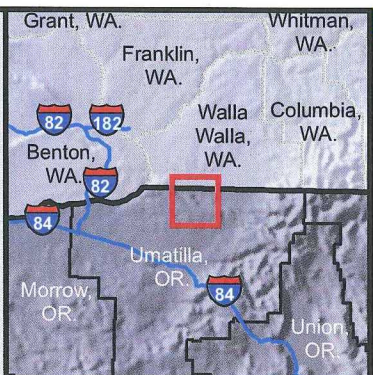 Grant, WA.
Whitman,
WA.
Franklin,
WA.
82
182
Walla
Walla,
WA.
Columbia,
WA.
Benton,
WA.
82
84
Umatilla,
OR.
84
Morrow,
OR.
Union,
OR.